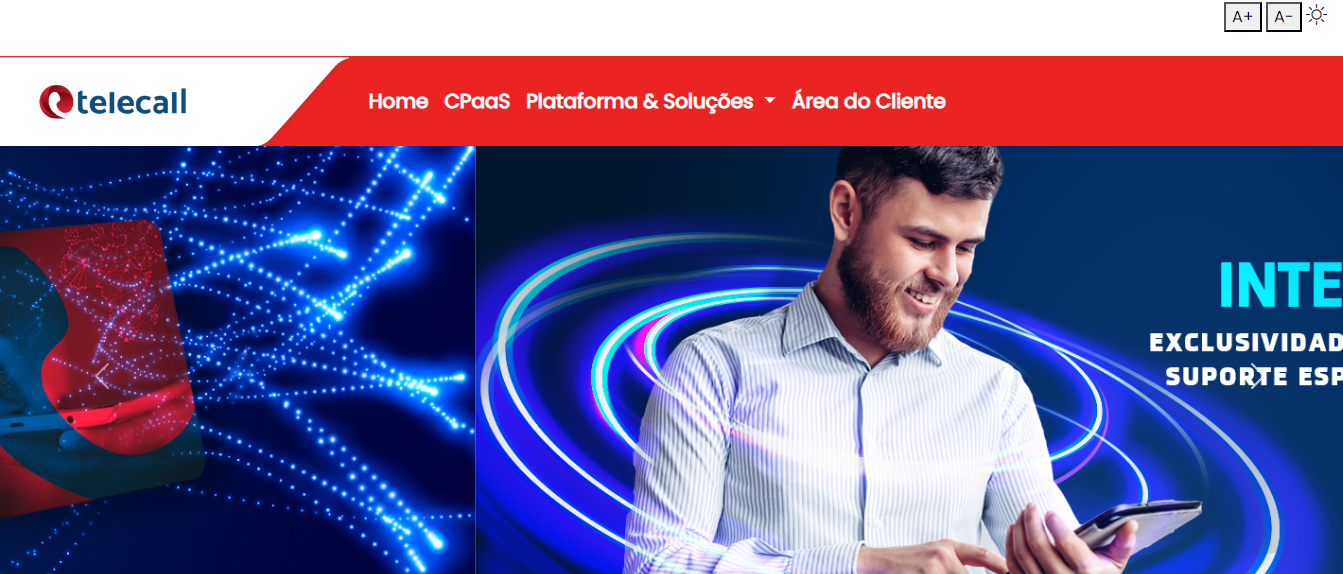 A+ A-
telecall
Home CPaaS Plataforma & Soluções Área do Cliente
INTE
EXCLUSIVIDAD
SUPORTE ESP